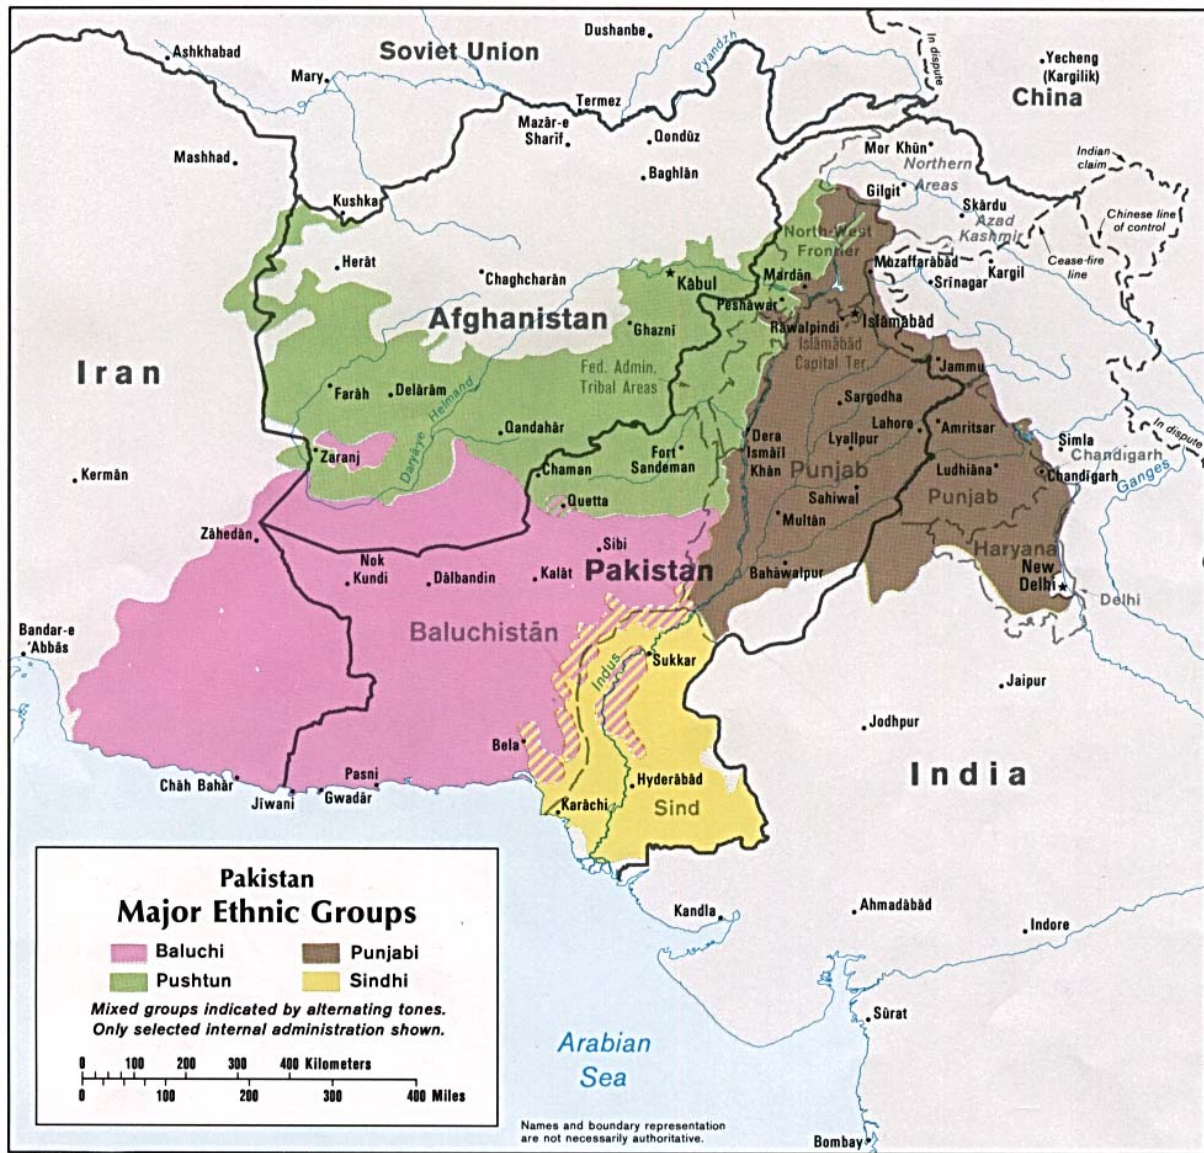 Ashkhabad
Soviet Union
Dushanbe
Pyandzh
In dispute
Yecheng
(Kargilik)
China
Mary
Termez
Mazār-e
Sharīf
Qondūz
Mor Khūn
Northern
Areas
Indian
claim
Mashhad
Baghlān
Gilgit
Kushka
Skārdu
Azad
Kashmir
Chinese line
of control
North-West
Frontier
Cease-fire
line
Herāt
Chaghcharān
Kābul
Mardān
Muzaffarābād
Kargil
Srīnagar
Peshāwar
Afghanistan
Ghaznī
Rāwalpindi
Islāmābād
Islāmābād
Capital Ter.
Iran
Fed. Admin.
Tribal Areas
Jammu
Farāh
Delārām
Daryā-ye Helmand
Sargodha
Qandahār
Lahore
Amritsar
In dispute
Dera
Ismāīl
Khān
Lyallpur
Simla
Chandigarh
Zaranj
Fort
Sandeman
Chaman
Punjab
Ludhiāna
Chandīgarh
Ganges
Kermān
Sahiwal
Punjab
Quetta
Multān
Zāhedān
Sibi
Haryana
Nok
Kundi
Dālbandin
Kalāt
Pakistan
Bahāwalpur
New
Delhi
Delhi
Bandar-e
'Abbās
Baluchistān
Indus
Sukkar
Jaipur
Jodhpur
Bela
Chāh Bahār
Pasni
Hyderābād
India
Jīwani
Gwadār
Karāchi
Sind
Pakistan
Major Ethnic Groups
Baluchi
Punjabi
Pushtun
Sindhi
Mixed groups indicated by alternating tones.
Only selected internal administration shown.
0 100 200 300 400 Kilometers
0 100 200 300 400 Miles
Kandla
Ahmadābād
Indore
Sūrat
Arabian
Sea
Names and boundary representation
are not necessarily authoritative.
Bombay